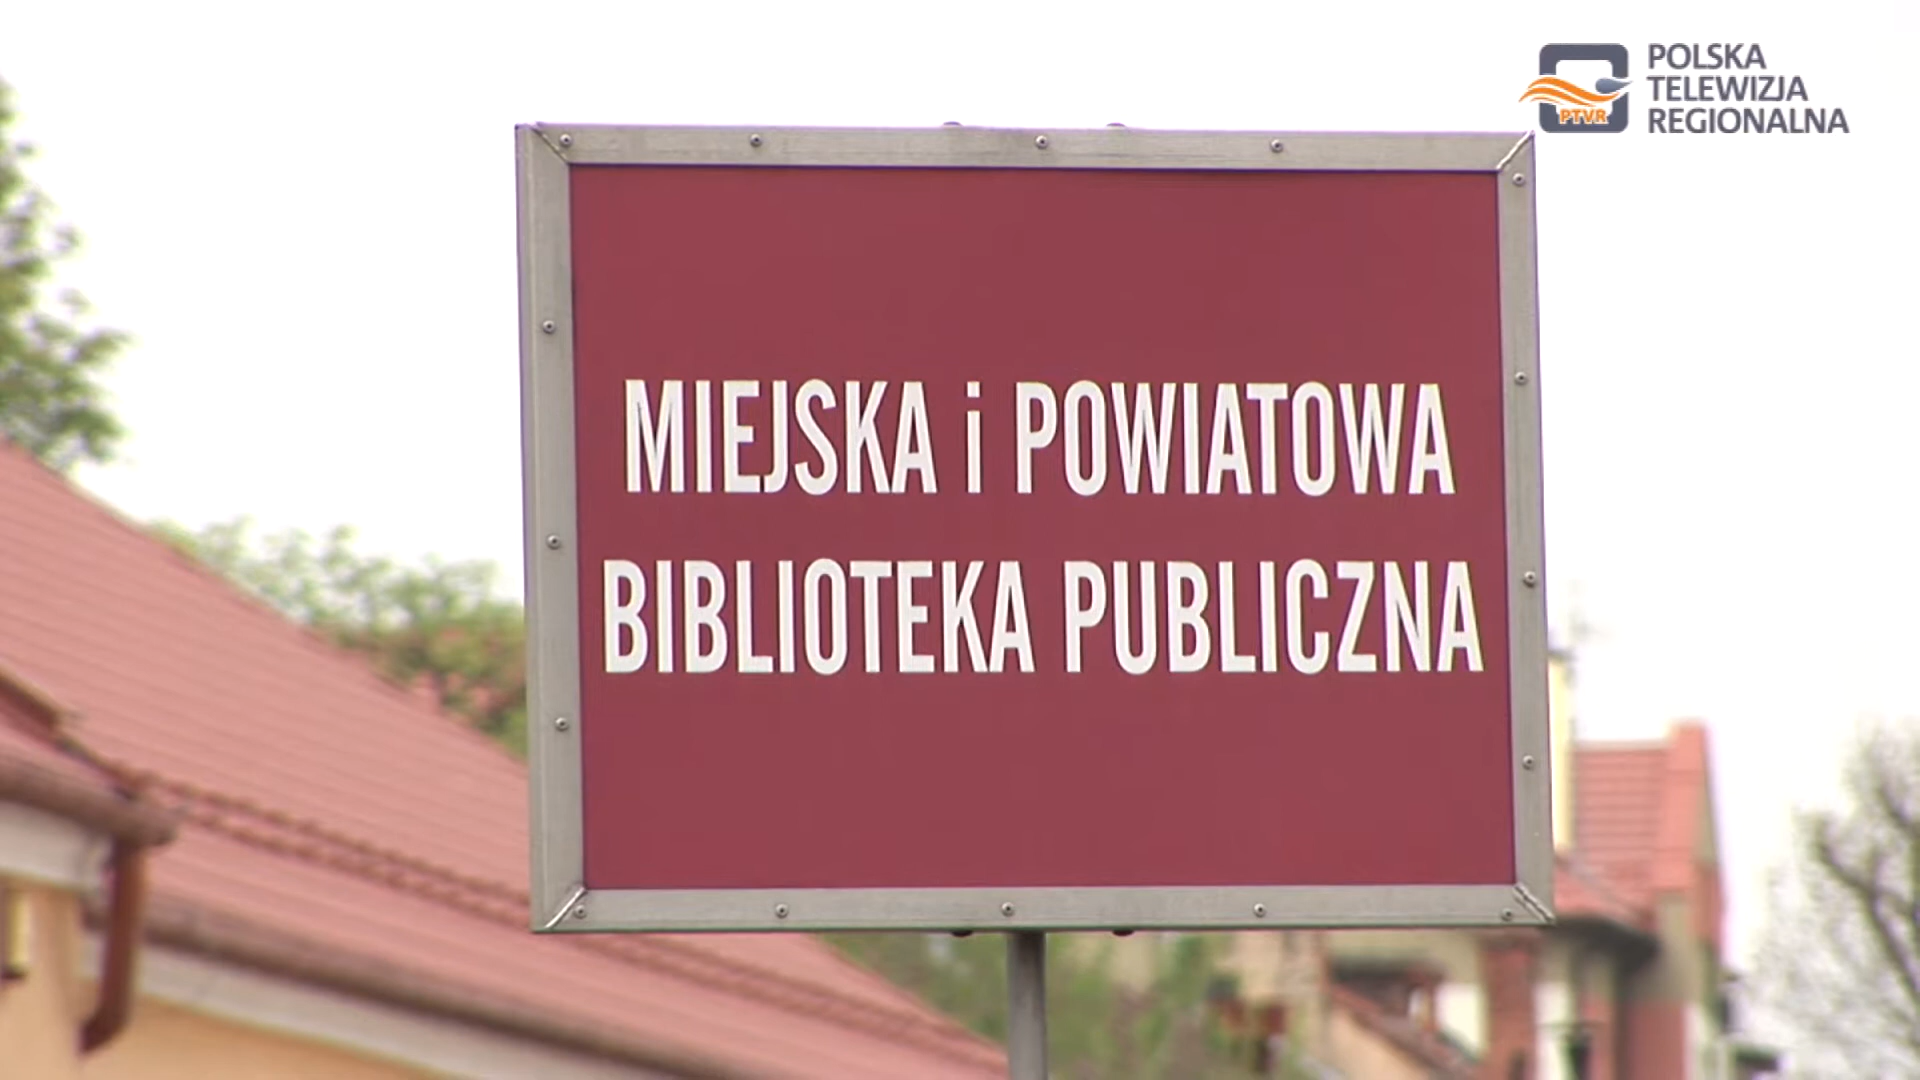 POLSKA
TELEWIZJA
REGIONALNA
PTVR
MIEJSKA i POWIATOWA
BIBLIOTEKA PUBLICZNA